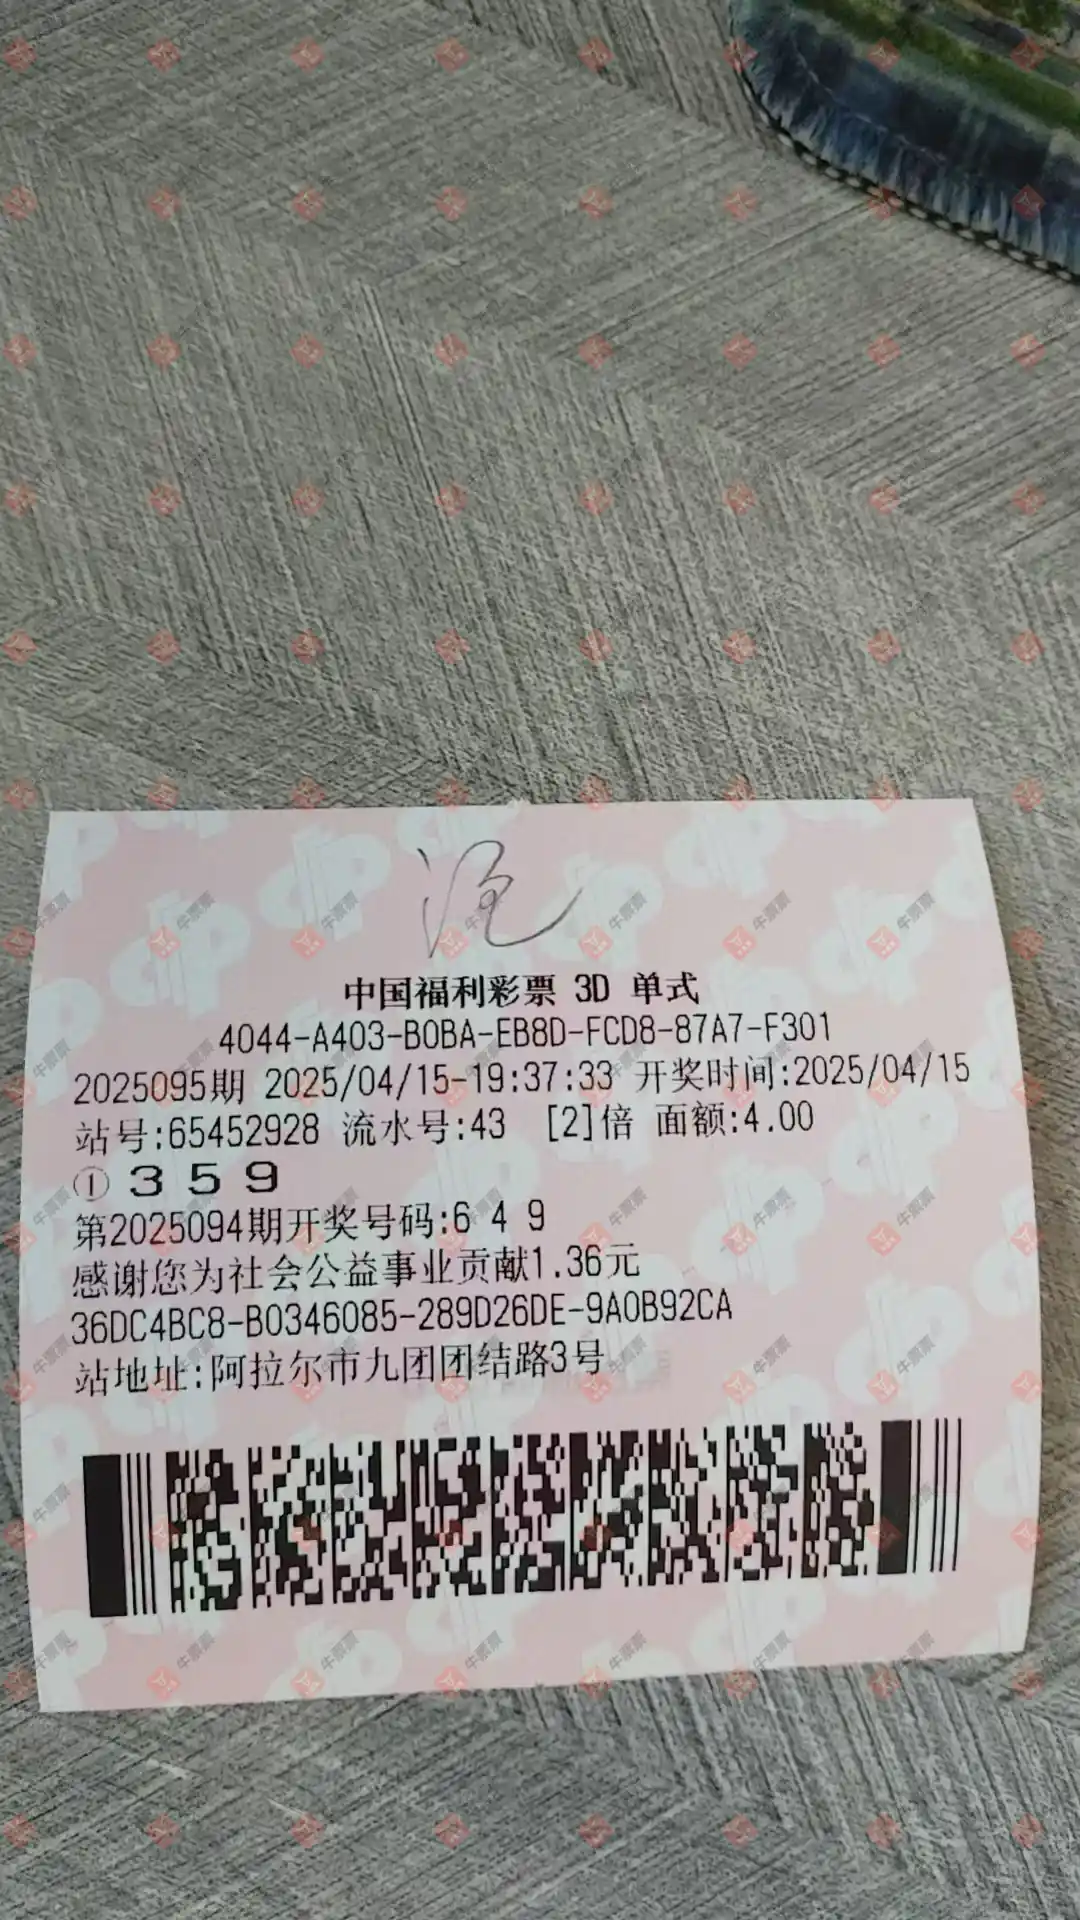 中国福利彩票 3D 单式
4044-A403-B0BA-EB8D-FCD8-87A7-F301
2025095期 2025/04/15-19:37:33 开奖时间:2025/04/15
站号:65452928 流水号:43 [2]倍 面额:4.00
① 3 5 9
第2025094期开奖号码:6 4 9
感谢您为社会公益事业贡献1.36元
36DC4BC8-B0346085-289D26DE-9A0B92CA
站地址:阿拉尔市九团团结路3号
牛票票